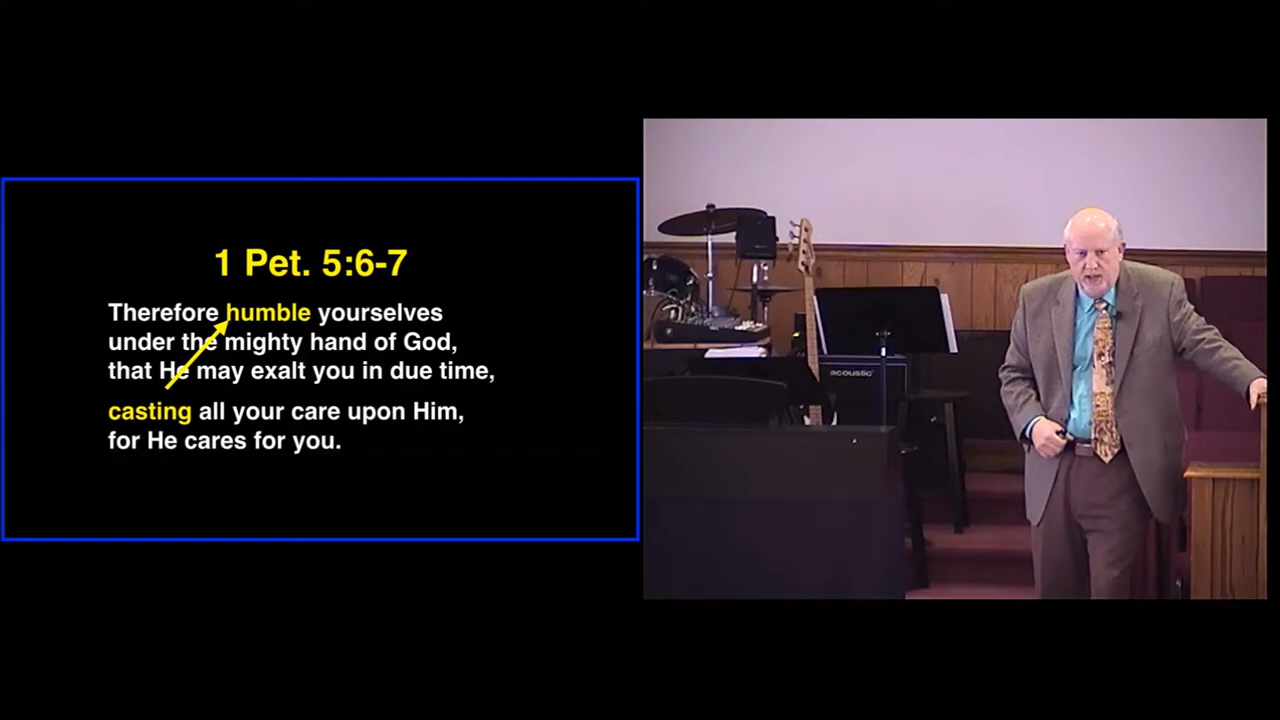 1 Pet. 5:6-7
Therefore humble yourselves
under the mighty hand of God,
that He may exalt you in due time,
casting all your care upon Him,
for He cares for you.
acoustic